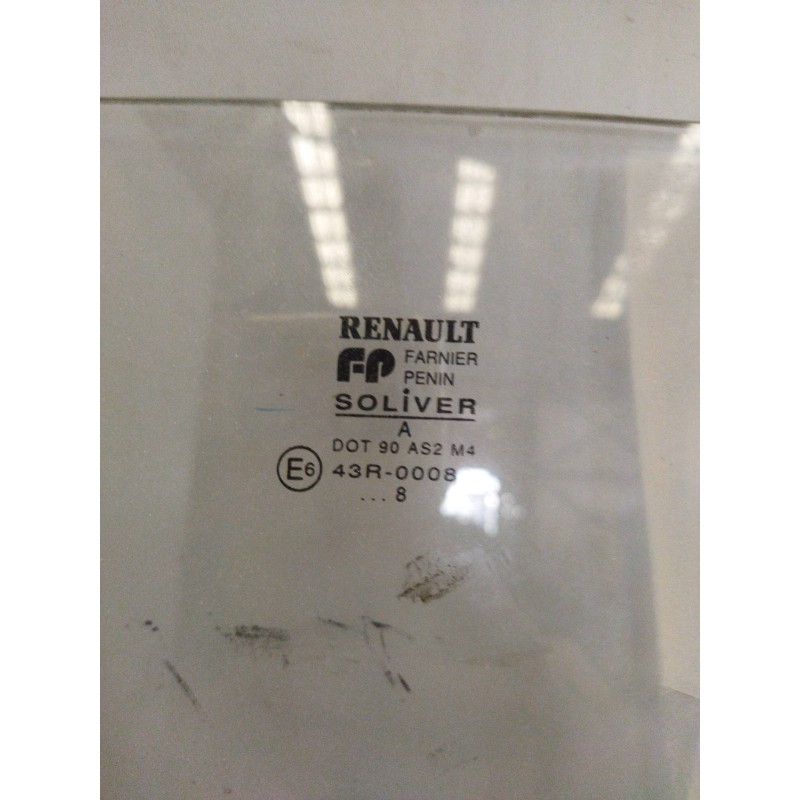 RENAULT
FP FARNIER
PENIN
SOLiVER
A
DOT 90 AS2 M4
E6 43R-0008
... 8